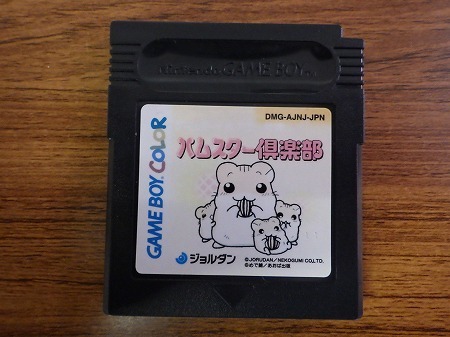 Nintendo GAME BOY
DMG-AJNJ-JPN
ハムスター倶楽部
GAME BOY COLOR
ジョルダン
©JORUDAN/NEKOGUMI CO.,LTD.